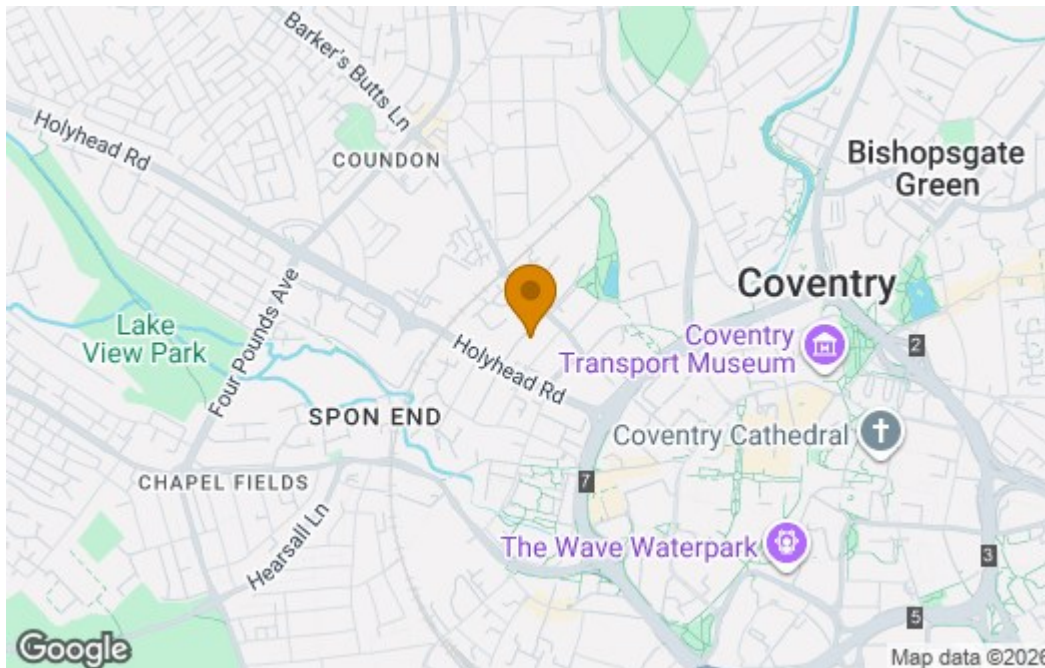 Barker's Butts Ln
Holyhead Rd
COUNDON
Bishopsgate
Green
Coventry
Lake
View Park
Four Pounds Ave
Holyhead Rd
Coventry
Transport Museum
2
SPON END
Coventry Cathedral
CHAPEL FIELDS
7
Hearsall Ln
The Wave Waterpark
3
5
Google
Map data ©2026